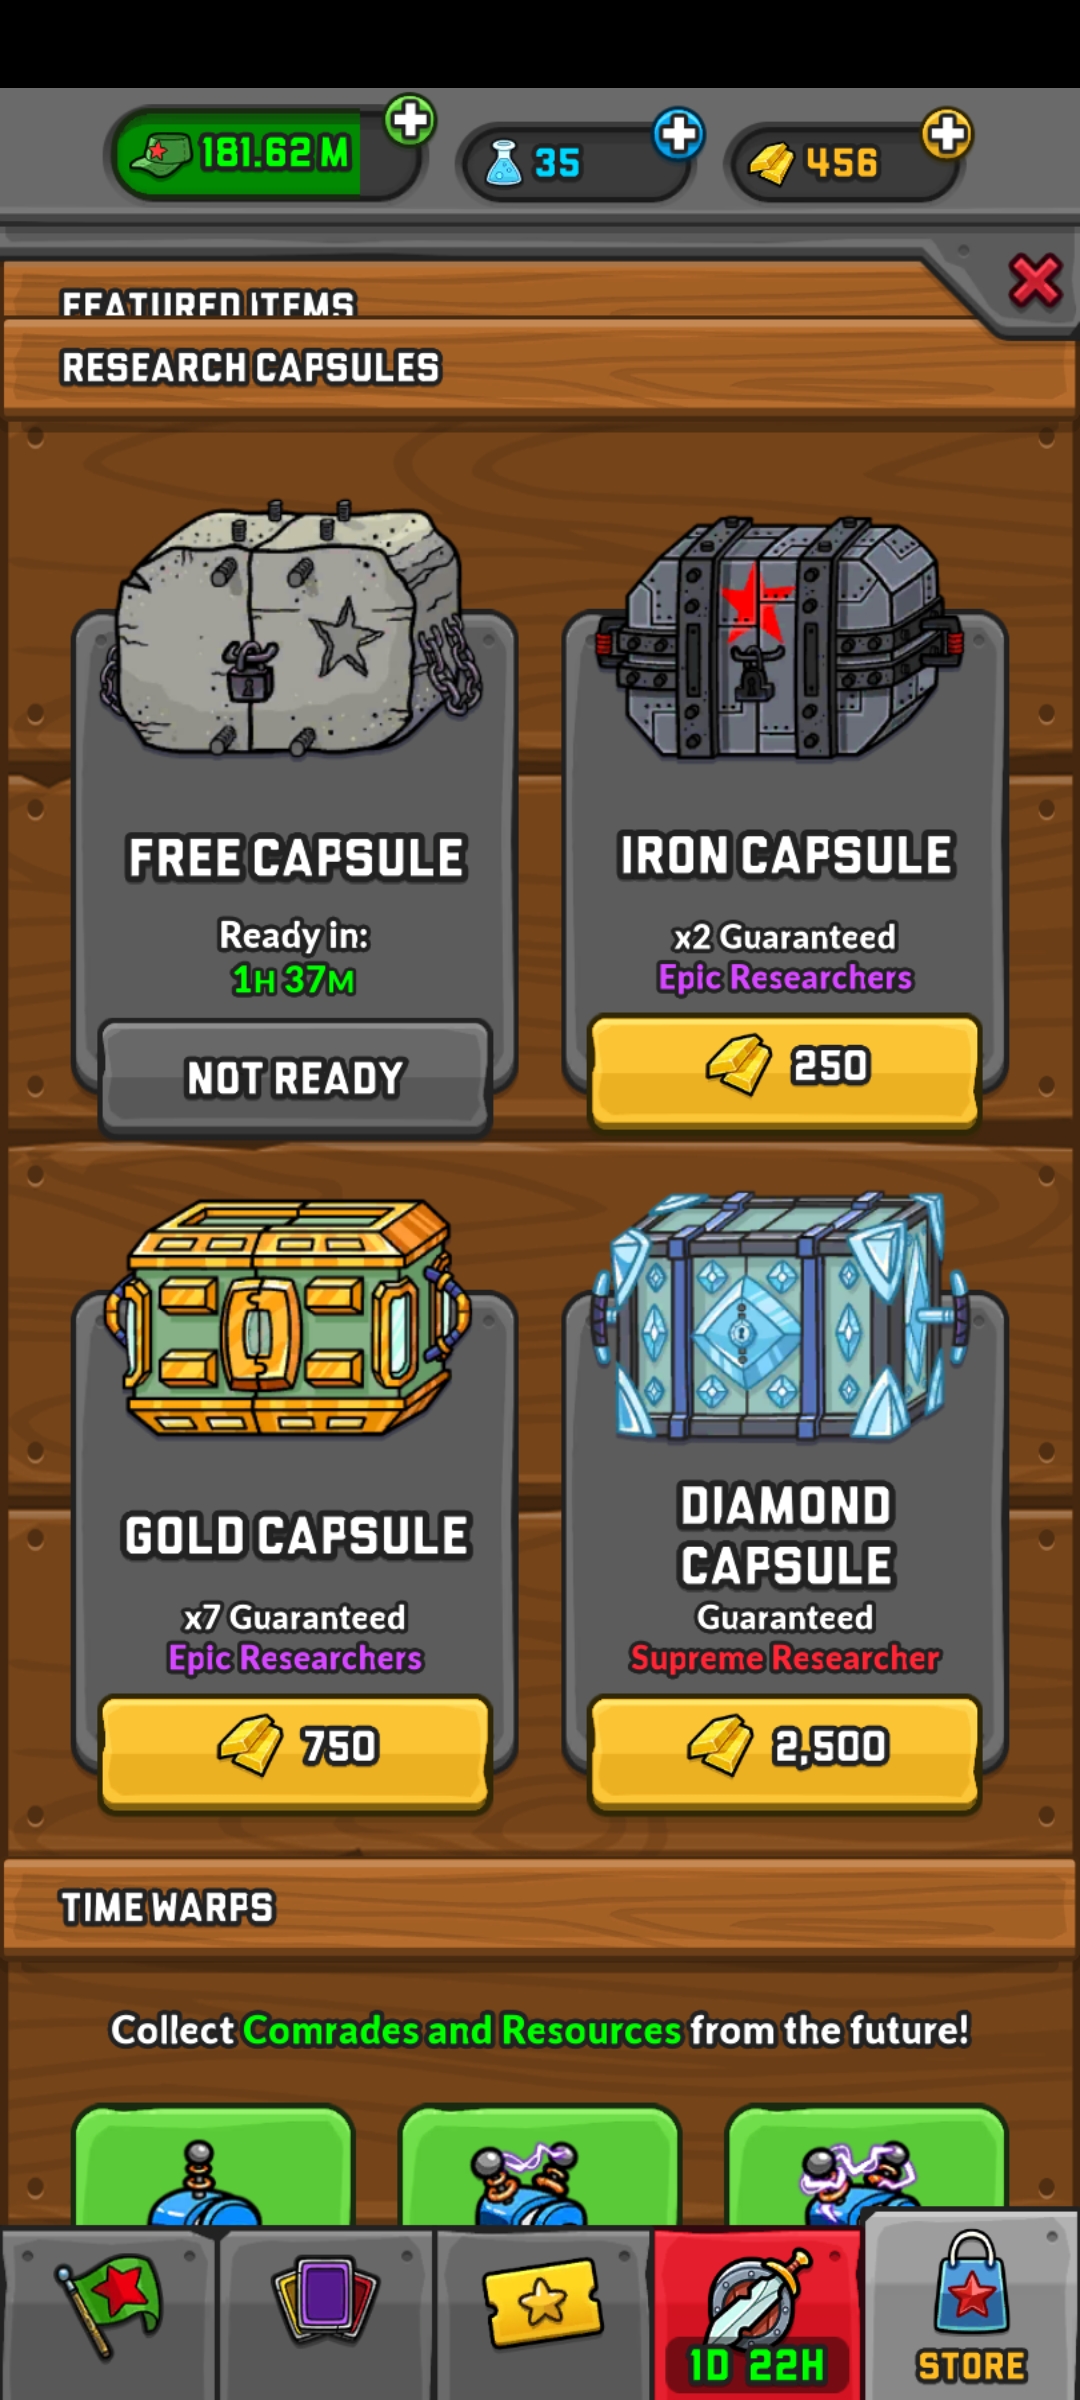 181.62M
35
456
FEATURED ITEMS
RESEARCH CAPSULES
FREE CAPSULE
Ready in:
1H 37M
NOT READY
IRON CAPSULE
x2 Guaranteed
Epic Researchers
250
GOLD CAPSULE
x7 Guaranteed
Epic Researchers
750
DIAMOND
CAPSULE
Guaranteed
Supreme Researcher
2,500
TIME WARPS
Collect Comrades and Resources from the future!
1D 22H
STORE